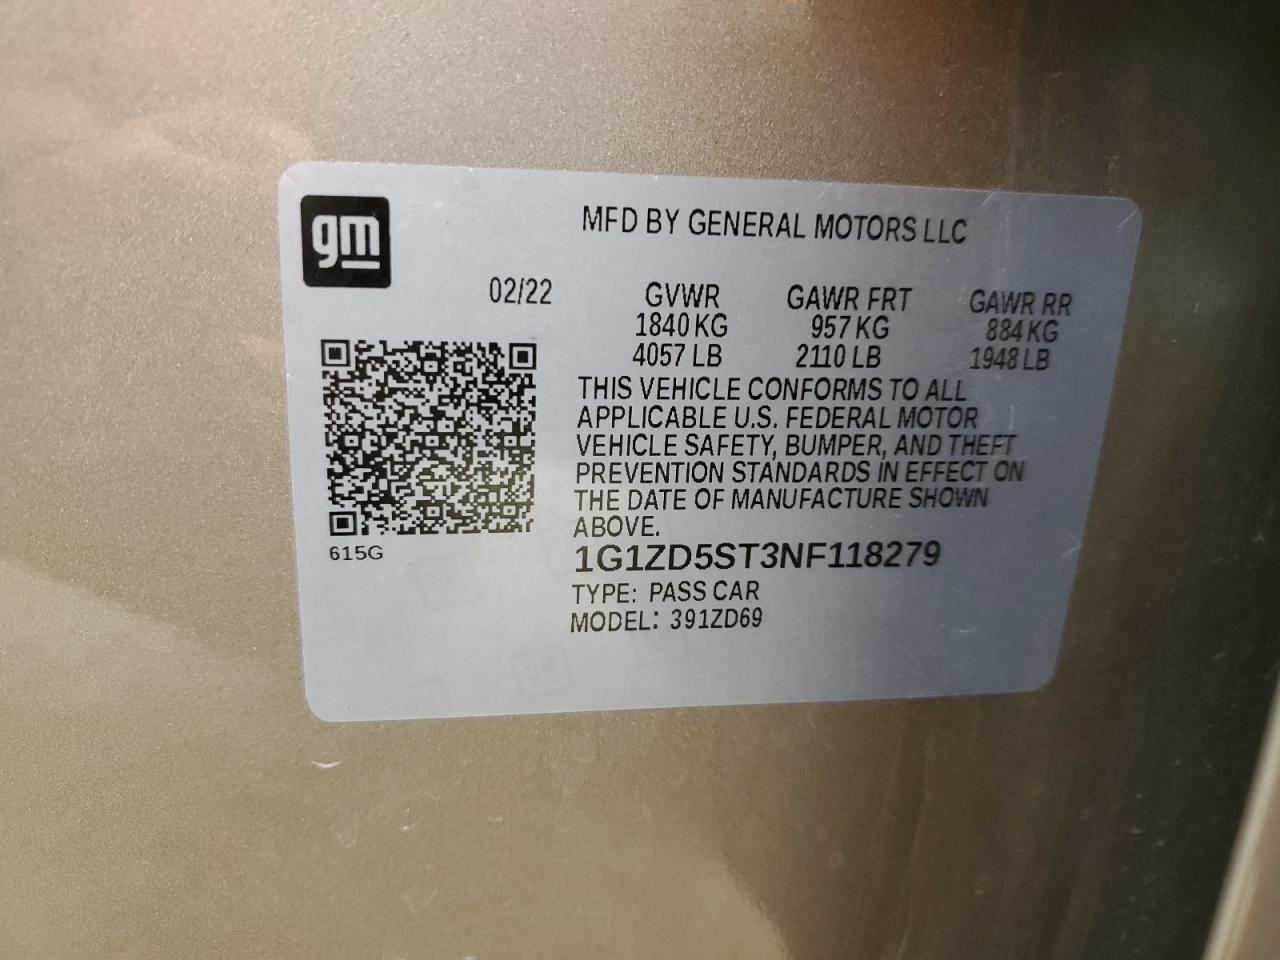 gm
MFD BY GENERAL MOTORS LLC
02/22 GVWR GAWR FRT GAWR RR
1840 KG 957 KG 884 KG
4057 LB 2110 LB 1948 LB
THIS VEHICLE CONFORMS TO ALL
APPLICABLE U.S. FEDERAL MOTOR
VEHICLE SAFETY, BUMPER, AND THEFT
PREVENTION STANDARDS IN EFFECT ON
THE DATE OF MANUFACTURE SHOWN
ABOVE.
615G
1G1ZD5ST3NF118279
TYPE: PASS CAR
MODEL: 391ZD69